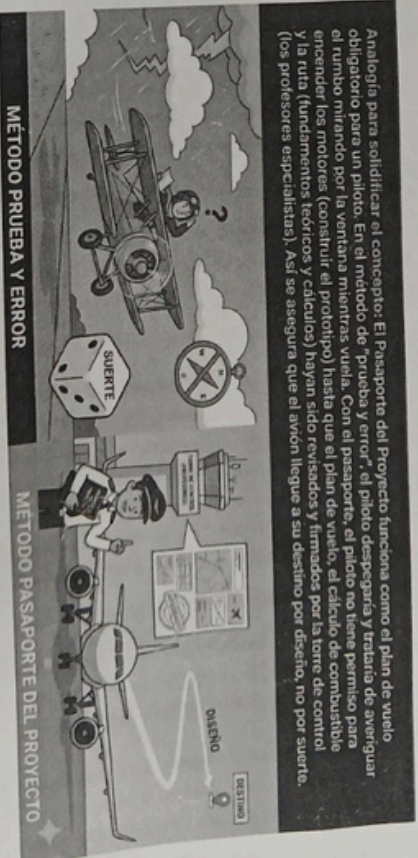 Analogía para solidificar el concepto: El Pasaporte del Proyecto funciona como el plan de vuelo
obligatorio para un piloto. En el método de "prueba y error", el piloto despegaría y trataría de averiguar
el rumbo mirando por la ventana mientras vuela. Con el pasaporte, el piloto no tiene permiso para
encender los motores (construir el prototipo) hasta que el plan de vuelo, el cálculo de combustible
y la ruta (fundamentos teóricos y cálculos) hayan sido revisados y firmados por la torre de control
(los profesores especialistas). Así se asegura que el avión llegue a su destino por diseño, no por suerte.
?
SUERTE
MÉTODO PRUEBA Y ERROR
TORRE DE CONTROL
DISEÑO
DESTINO
MÉTODO PASAPORTE DEL PROYECTO